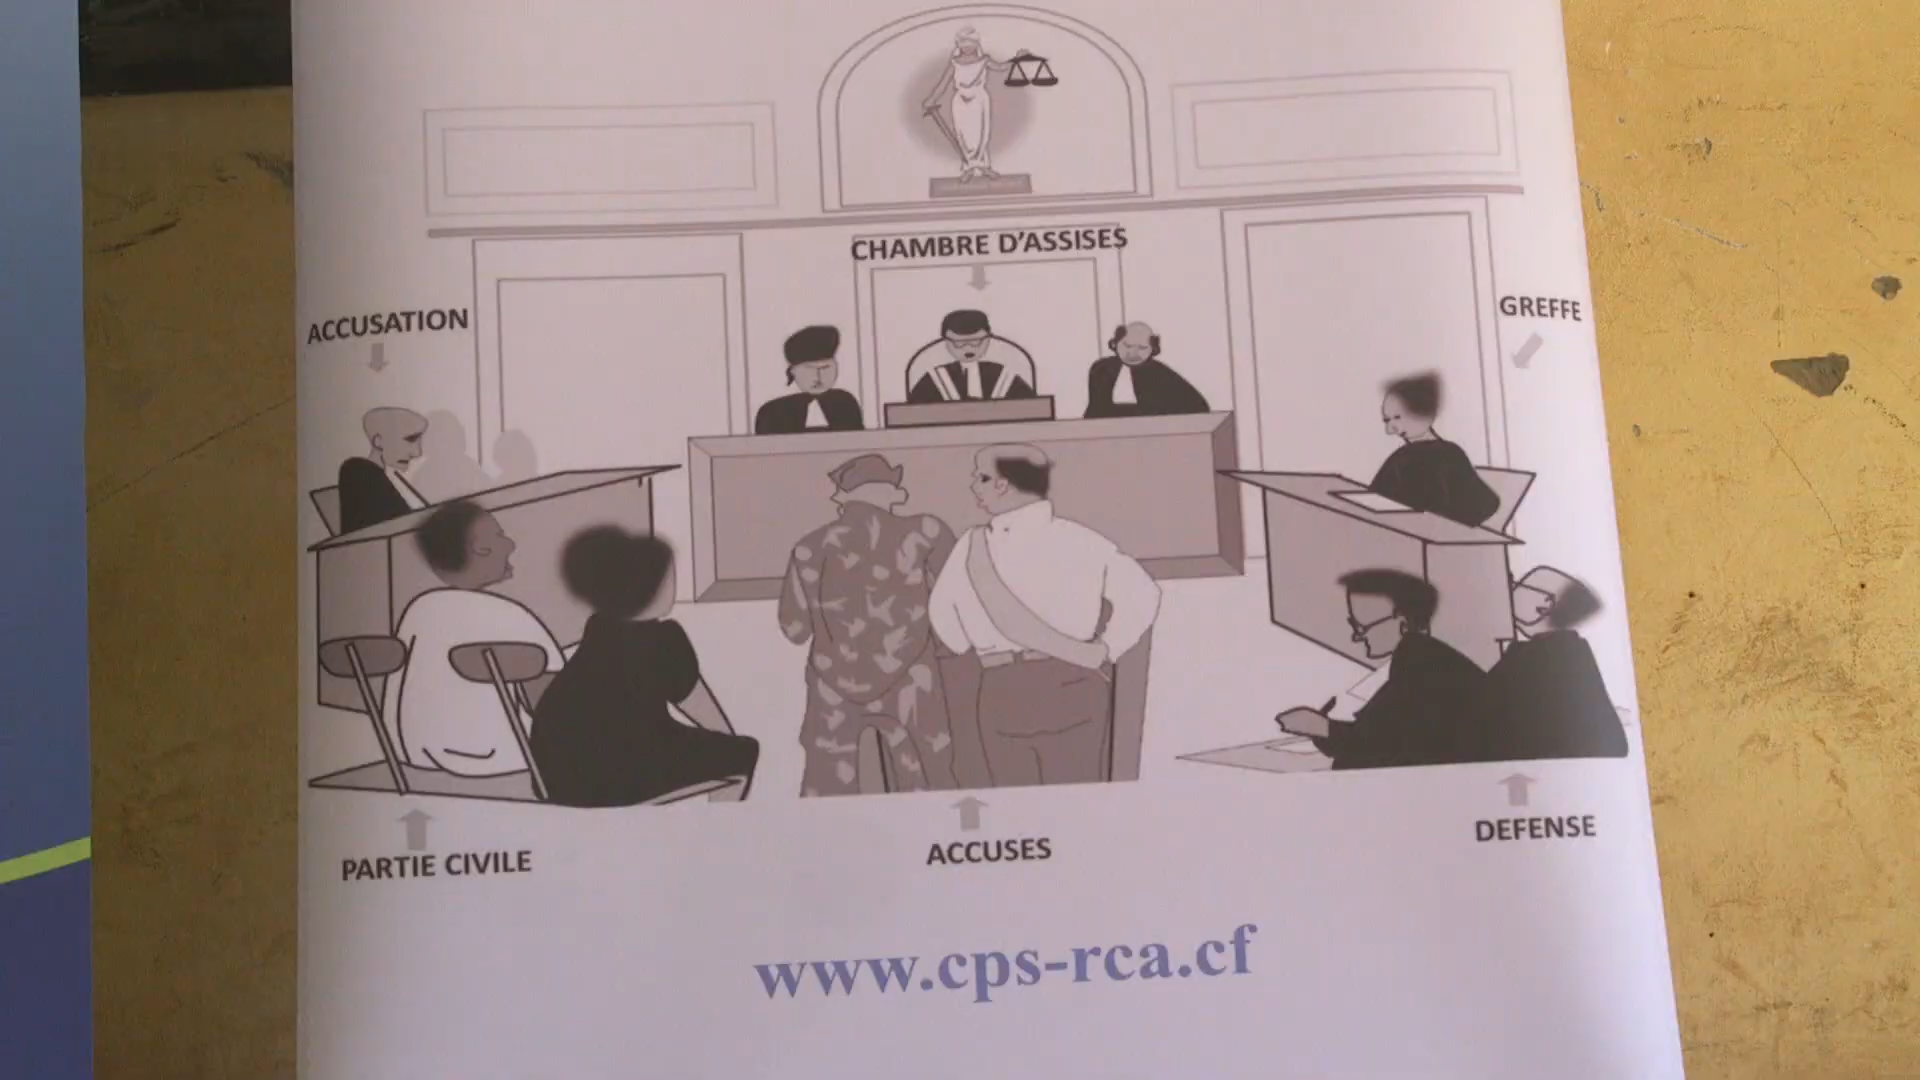 CHAMBRE D'ASSISES
ACCUSATION
GREFFE
PARTIE CIVILE
ACCUSES
DEFENSE
www.cps-rca.cf